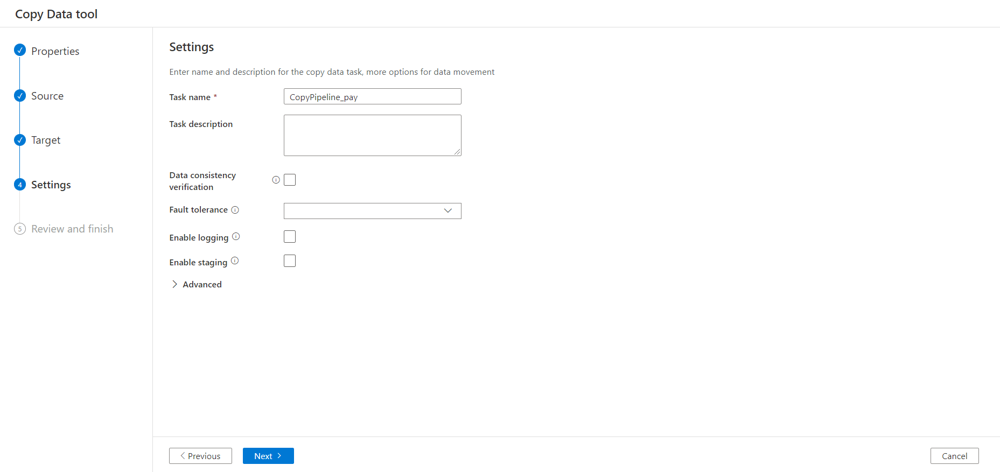 Copy Data tool
Properties
Source
Target
4 Settings
5 Review and finish
Settings
Enter name and description for the copy data task, more options for data movement
Task name * CopyPipeline_pay
Task description
Data consistency
verification
Fault tolerance
Enable logging
Enable staging
Advanced
Previous
Next
Cancel